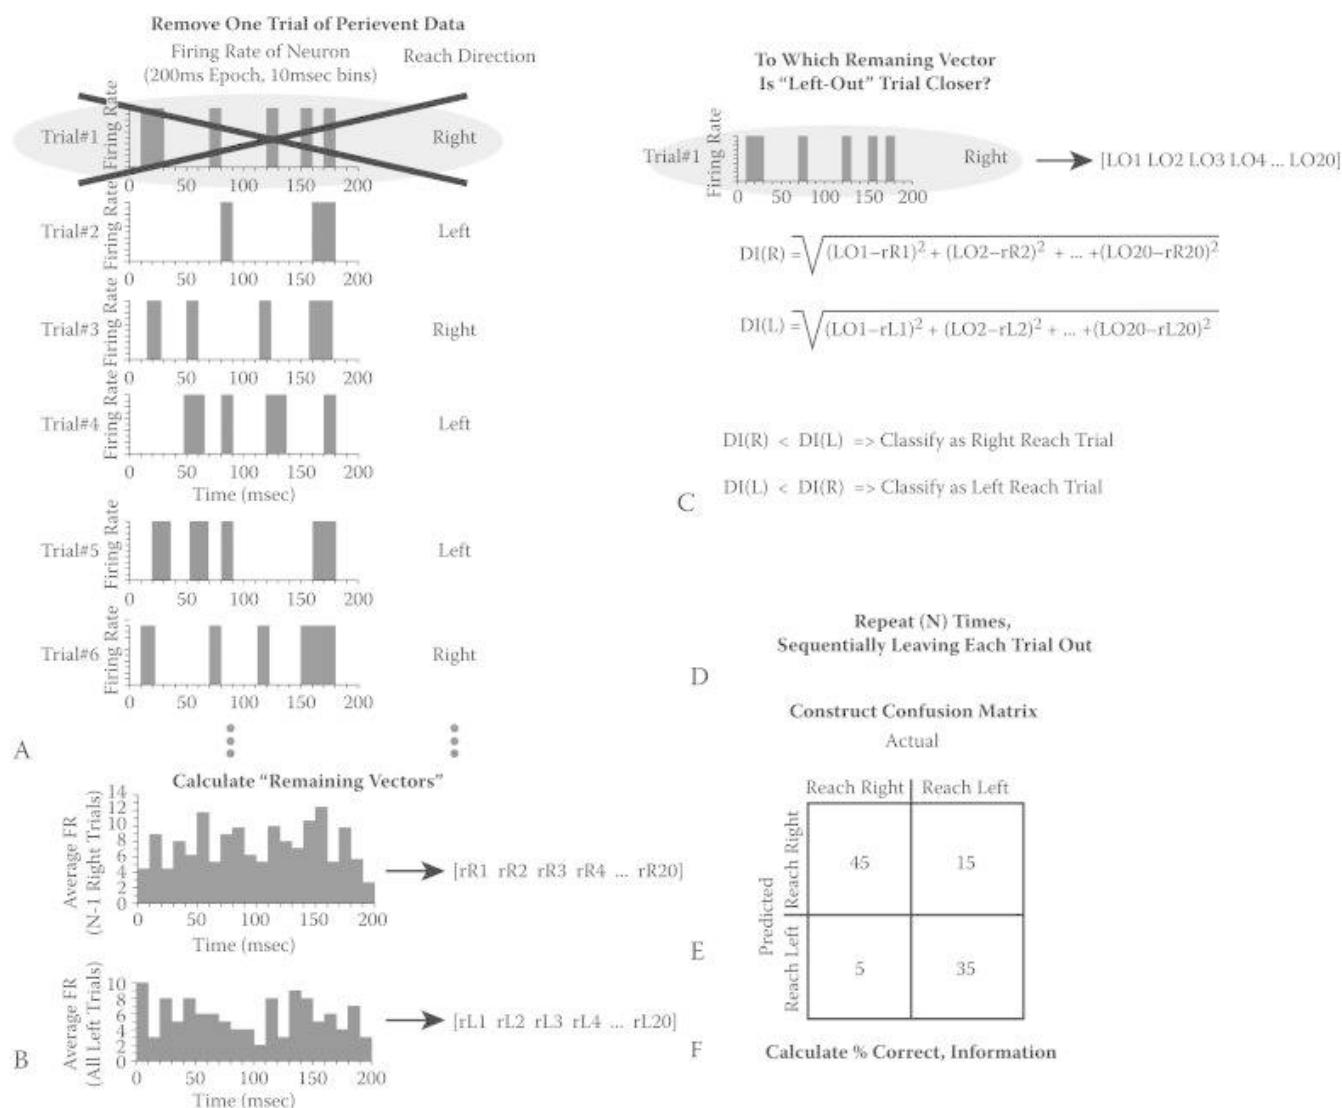 Remove One Trial of Perievent Data
Firing Rate of Neuron
(200ms Epoch, 10msec bins)
Reach Direction
Trial#1
Firing Rate
Right
0 50 100 150 200
Trial#2
Firing Rate
Left
0 50 100 150 200
Trial#3
Firing Rate
Right
0 50 100 150 200
Trial#4
Firing Rate
Left
0 50 100 150 200
Time (msec)
Trial#5
Firing Rate
Left
0 50 100 150 200
Trial#6
Firing Rate
Right
0 50 100 150 200
A
Calculate “Remaining Vectors”
Average FR
(N-1 Right Trials)
14
12
10
8
6
4
2
0
0 50 100 150 200
Time (msec)
[rR1 rR2 rR3 rR4 ... rR20]
Average FR
(All Left Trials)
10
8
6
4
2
0
0 50 100 150 200
Time (msec)
[rL1 rL2 rL3 rL4 ... rL20]
B
To Which Remaning Vector
Is “Left-Out” Trial Closer?
Trial#1
Firing Rate
Right
0 50 100 150 200
[LO1 LO2 LO3 LO4 ... LO20]
DI(R) = √(LO1–rR1)² + (LO2–rR2)² + ... +(LO20–rR20)²
DI(L) = √(LO1–rL1)² + (LO2–rL2)² + ... +(LO20–rL20)²
DI(R) < DI(L) => Classify as Right Reach Trial
DI(L) < DI(R) => Classify as Left Reach Trial
C
Repeat (N) Times,
Sequentially Leaving Each Trial Out
D
Construct Confusion Matrix
Actual
Reach Right Reach Left
Predicted
Reach Right
45 15
Reach Left
5 35
E
F
Calculate % Correct, Information